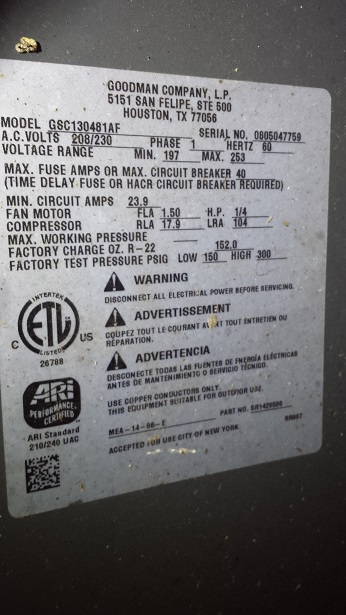 GOODMAN COMPANY, L.P.
5151 SAN FELIPE, STE 500
HOUSTON, TX 77056
MODEL GSC130481AF SERIAL NO. 0805047759
A.C.VOLTS 208/230 PHASE 1 HERTZ 60
VOLTAGE RANGE MIN. 197 MAX. 253
MAX. FUSE AMPS OR MAX. CIRCUIT BREAKER 40
(TIME DELAY FUSE OR HACR CIRCUIT BREAKER REQUIRED)
MIN. CIRCUIT AMPS 23.9
FAN MOTOR FLA 1.50 H.P. 1/4
COMPRESSOR RLA 17.9 LRA 104
MAX. WORKING PRESSURE
FACTORY CHARGE OZ. R-22 152.0
FACTORY TEST PRESSURE PSIG LOW 150 HIGH 300
WARNING
DISCONNECT ALL ELECTRICAL POWER BEFORE SERVICING.
AVERTISSEMENT
COUPEZ TOUT LE COURANT AVANT TOUT ENTRETIEN OU
RÉPARATION.
ADVERTENCIA
DESCONECTE TODAS LAS FUENTES DE ENERGÍA ELÉCTRICAS
ANTES DE MANTENIMIENTO O SERVICIO TÉCNICO.
INTERTEK
ETL
C US
LISTED
26788
USE COPPER CONDUCTORS ONLY.
THIS EQUIPMENT SUITABLE FOR OUTDOOR USE.
ARI
PERFORMANCE
CERTIFIED
ARI Standard
210/240 UAC
MEA-14-06-E PART NO.
ACCEPTED FOR USE CITY OF NEW YORK